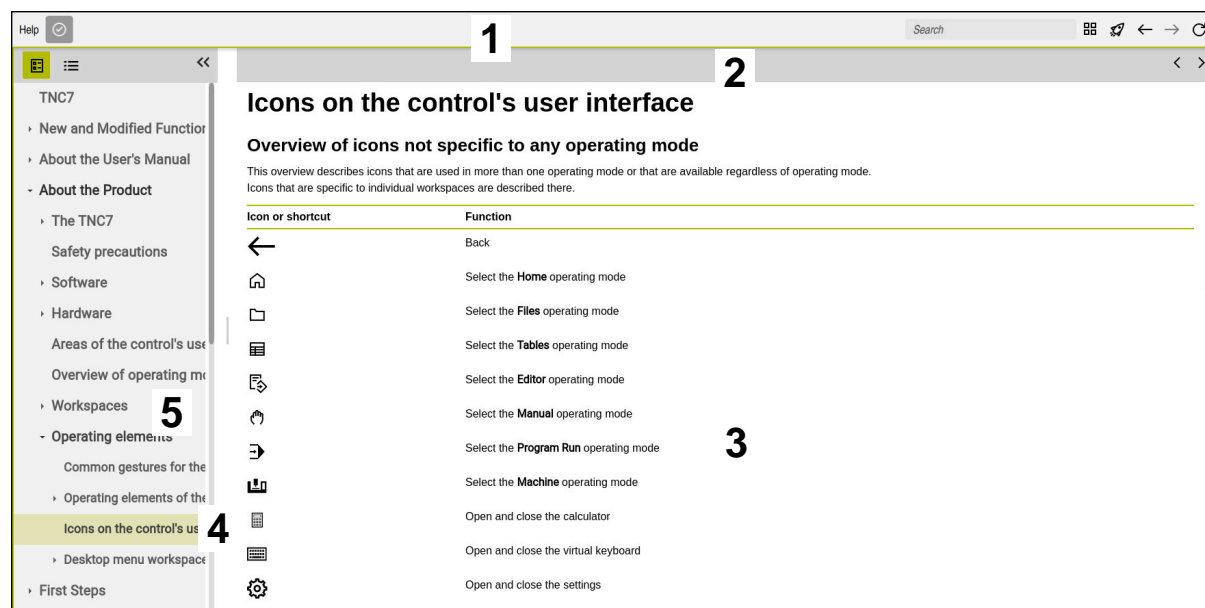 Help
1
Search
2
TNC7
New and Modified Function
About the User's Manual
About the Product
The TNC7
Safety precautions
Software
Hardware
Areas of the control's use
Overview of operating mo
Workspaces
5
Operating elements
Common gestures for the
Operating elements of the
Icons on the control's us
4
Desktop menu workspace
First Steps
Icons on the control's user interface
Overview of icons not specific to any operating mode
This overview describes icons that are used in more than one operating mode or that are available regardless of operating mode.
Icons that are specific to individual workspaces are described there.
Icon or shortcut Function
Back
Select the Home operating mode
Select the Files operating mode
Select the Tables operating mode
Select the Editor operating mode
Select the Manual operating mode
Select the Program Run operating mode
3
Select the Machine operating mode
Open and close the calculator
Open and close the virtual keyboard
Open and close the settings